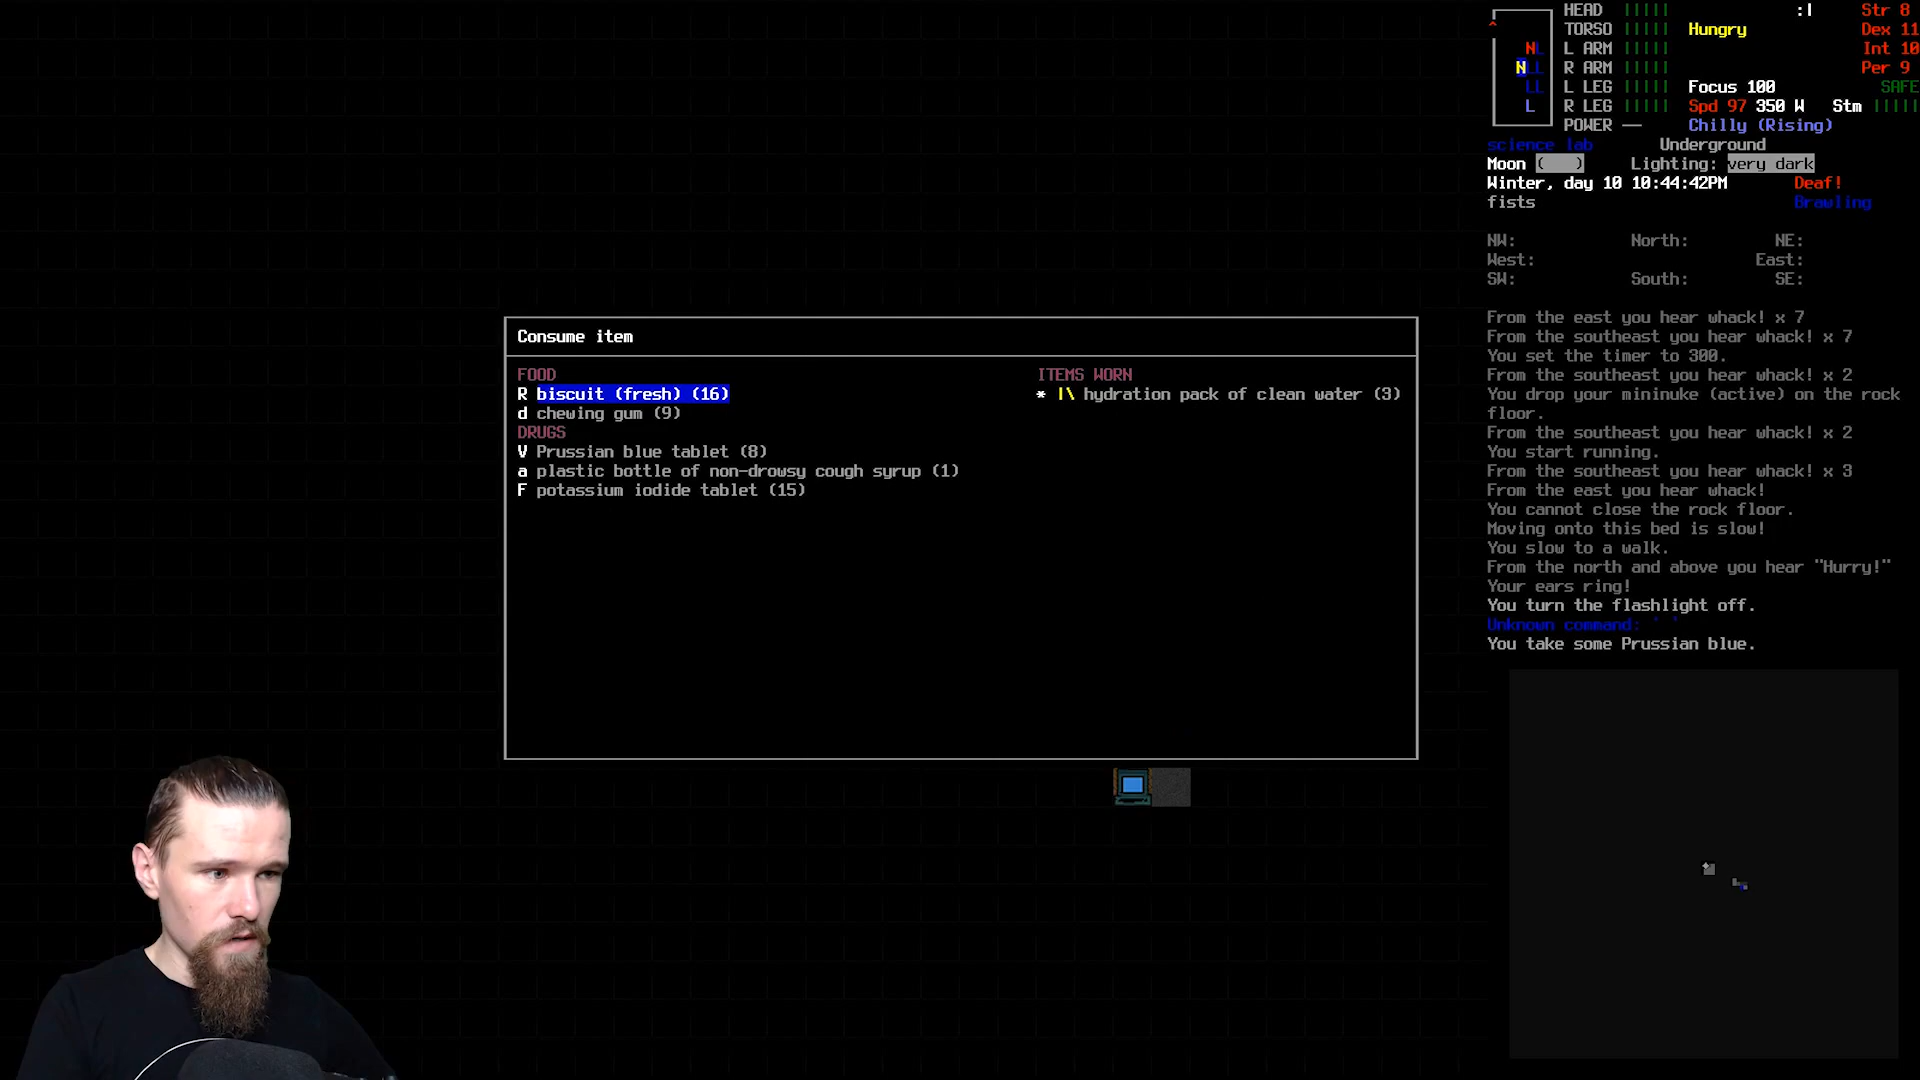 HEAD ||||| :| Str 8
TORSO ||||| Hungry Dex 11
L ARM ||||| Int 10
R ARM ||||| Per 9
L LEG ||||| Focus 100 SAFE
R LEG ||||| Spd 97 350 W Stm |||||
POWER — Chilly (Rising)
^
NL
NLL
LL
L
science lab Underground
Moon ( ) Lighting: very dark
Winter, day 10 10:44:42PM Deaf!
fists Brawling
NW: North: NE:
West: East:
SW: South: SE:
From the east you hear whack! x 7
From the southeast you hear whack! x 7
You set the timer to 300.
From the southeast you hear whack! x 2
You drop your mininuke (active) on the rock
floor.
From the southeast you hear whack! x 2
You start running.
From the southeast you hear whack! x 3
From the east you hear whack!
You cannot close the rock floor.
Moving onto this bed is slow!
You slow to a walk.
From the north and above you hear "Hurry!"
Your ears ring!
You turn the flashlight off.
Unknown command: ' '
You take some Prussian blue.
Consume item
FOOD
R biscuit (fresh) (16)
d chewing gum (9)
DRUGS
V Prussian blue tablet (8)
a plastic bottle of non-drowsy cough syrup (1)
F potassium iodide tablet (15)
ITEMS WORN
* |\ hydration pack of clean water (3)